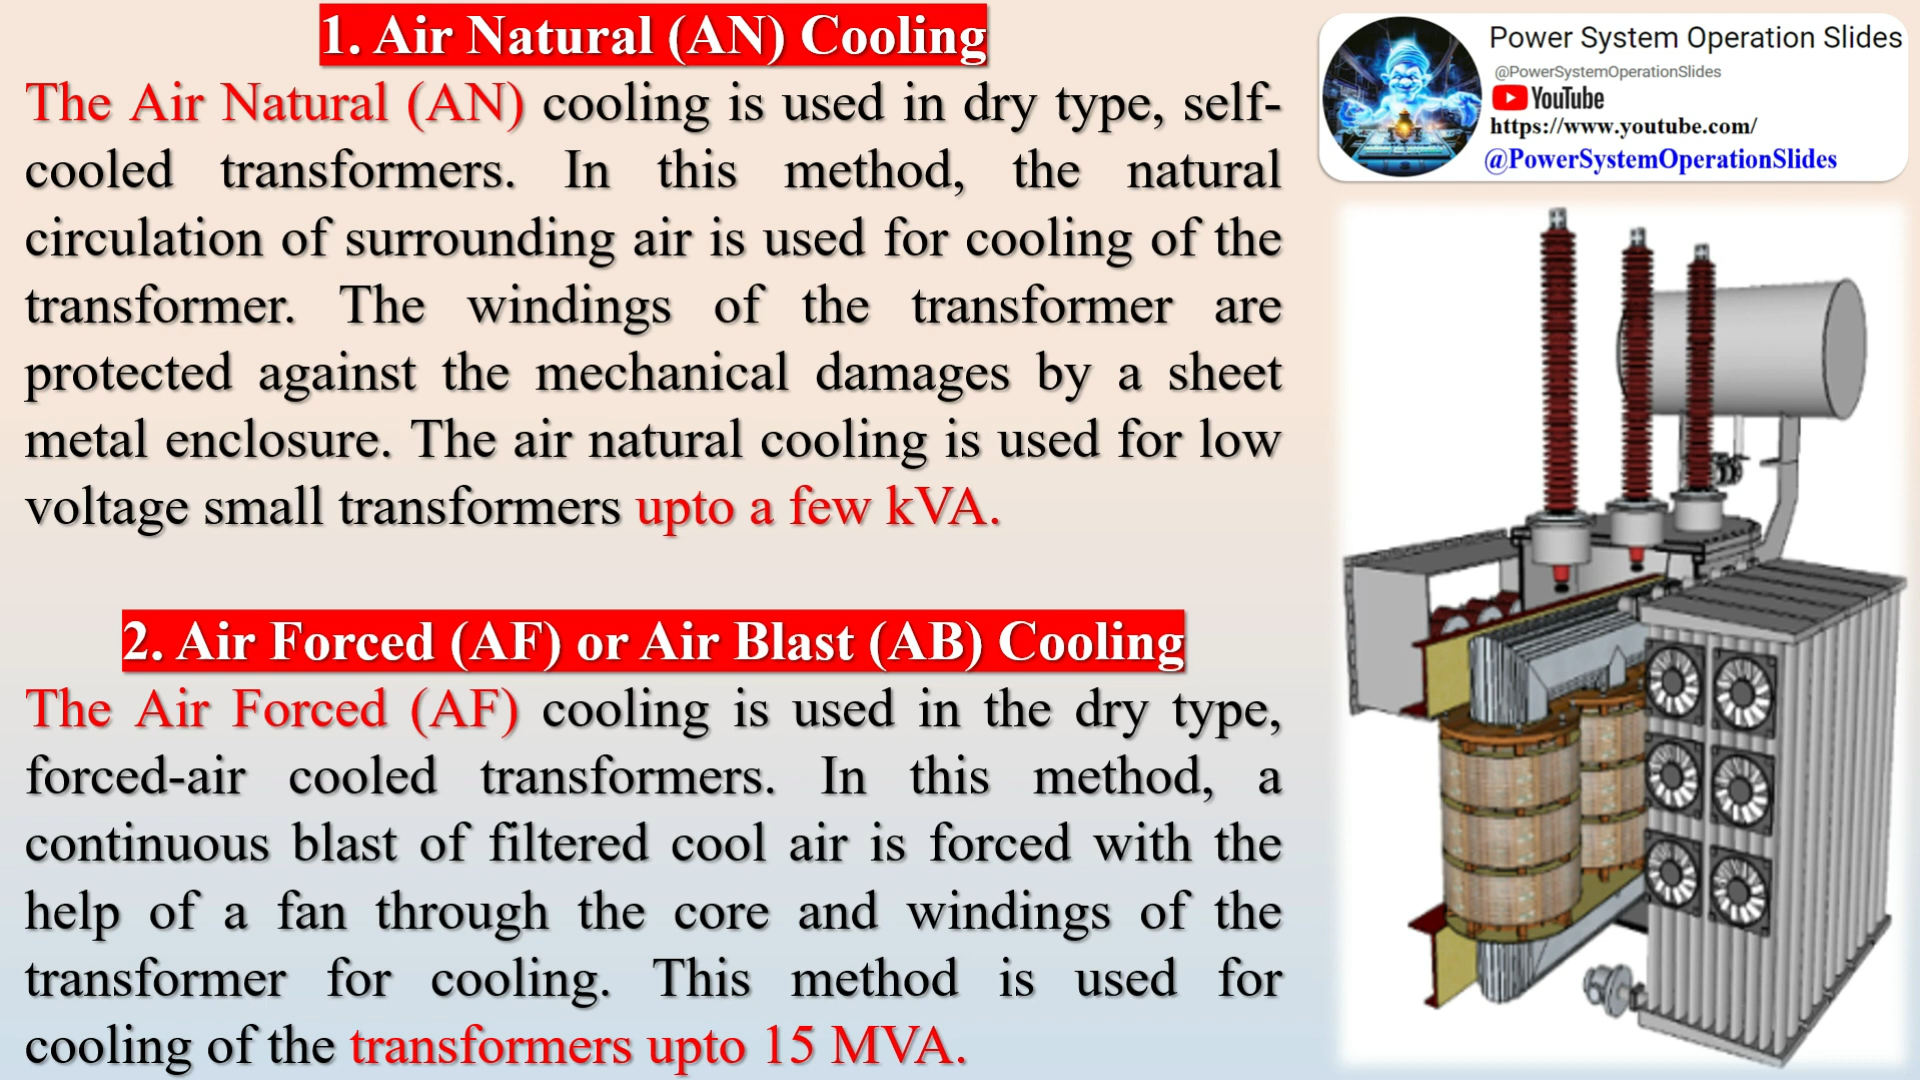 1. Air Natural (AN) Cooling
The Air Natural (AN) cooling is used in dry type, self-
cooled transformers. In this method, the natural
circulation of surrounding air is used for cooling of the
transformer. The windings of the transformer are
protected against the mechanical damages by a sheet
metal enclosure. The air natural cooling is used for low
voltage small transformers upto a few kVA.
2. Air Forced (AF) or Air Blast (AB) Cooling
The Air Forced (AF) cooling is used in the dry type,
forced-air cooled transformers. In this method, a
continuous blast of filtered cool air is forced with the
help of a fan through the core and windings of the
transformer for cooling. This method is used for
cooling of the transformers upto 15 MVA.
Power System Operation Slides
@PowerSystemOperationSlides
YouTube
https://www.youtube.com/
@PowerSystemOperationSlides